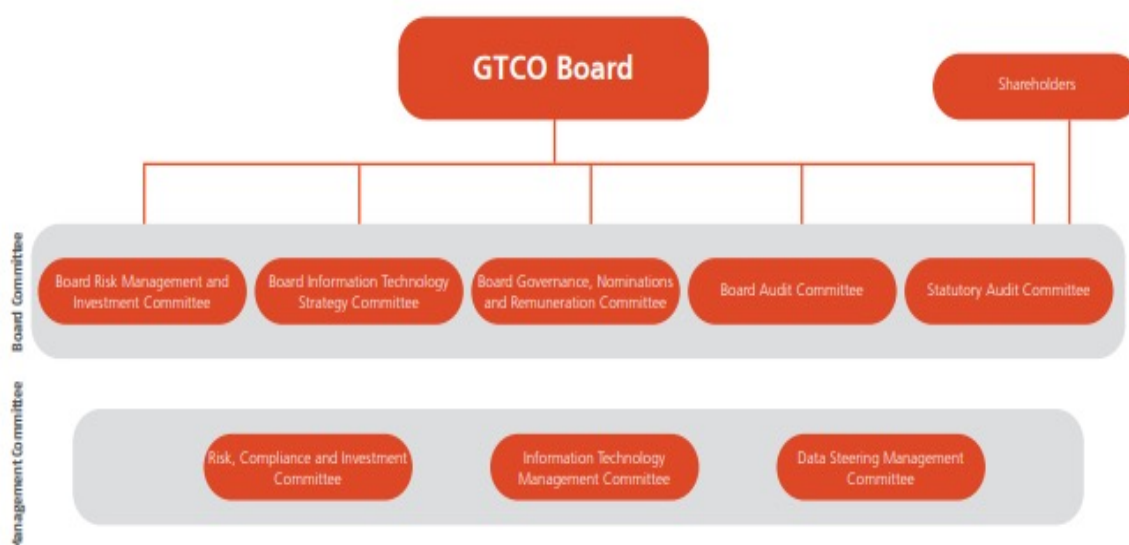 GTCO Board
Shareholders
Board Committee
Board Risk Management and
Investment Committee
Board Information Technology
Strategy Committee
Board Governance, Nominations
and Remuneration Committee
Board Audit Committee
Statutory Audit Committee
Management Committee
Risk, Compliance and Investment
Committee
Information Technology
Management Committee
Data Steering Management
Committee